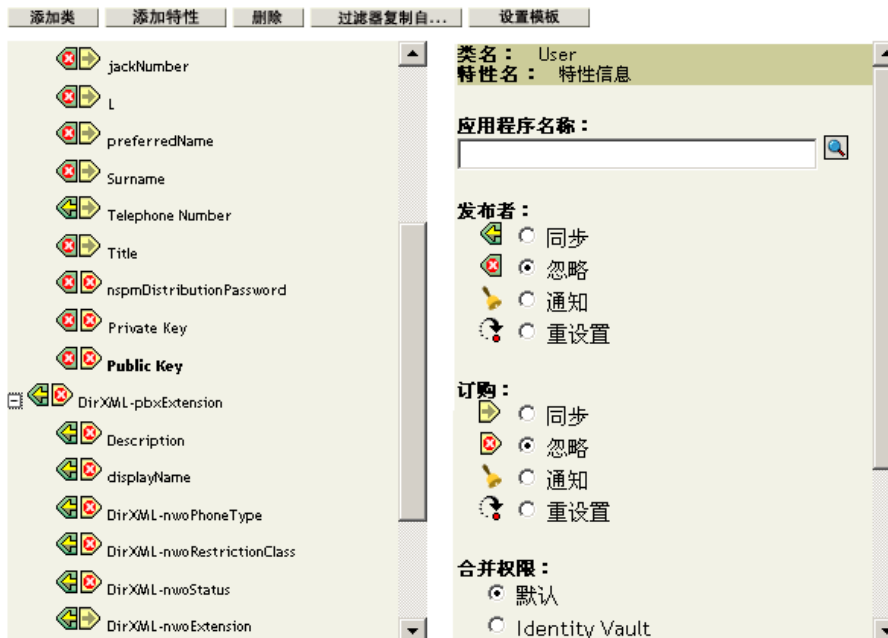 添加类 添加特性 删除 过滤器复制自... 设置模板
jackNumber
L
preferredName
Surname
Telephone Number
Title
nspmDistributionPassword
Private Key
Public Key
DirXML-pbxExtension
Description
displayName
DirXML-nwoPhoneType
DirXML-nwoRestrictionClass
DirXML-nwoStatus
DirXML-nwoExtension
类名： User
特性名： 特性信息
应用程序名称：
发布者：
同步
忽略
通知
重设置
订购：
同步
忽略
通知
重设置
合并权限：
默认
Identity Vault